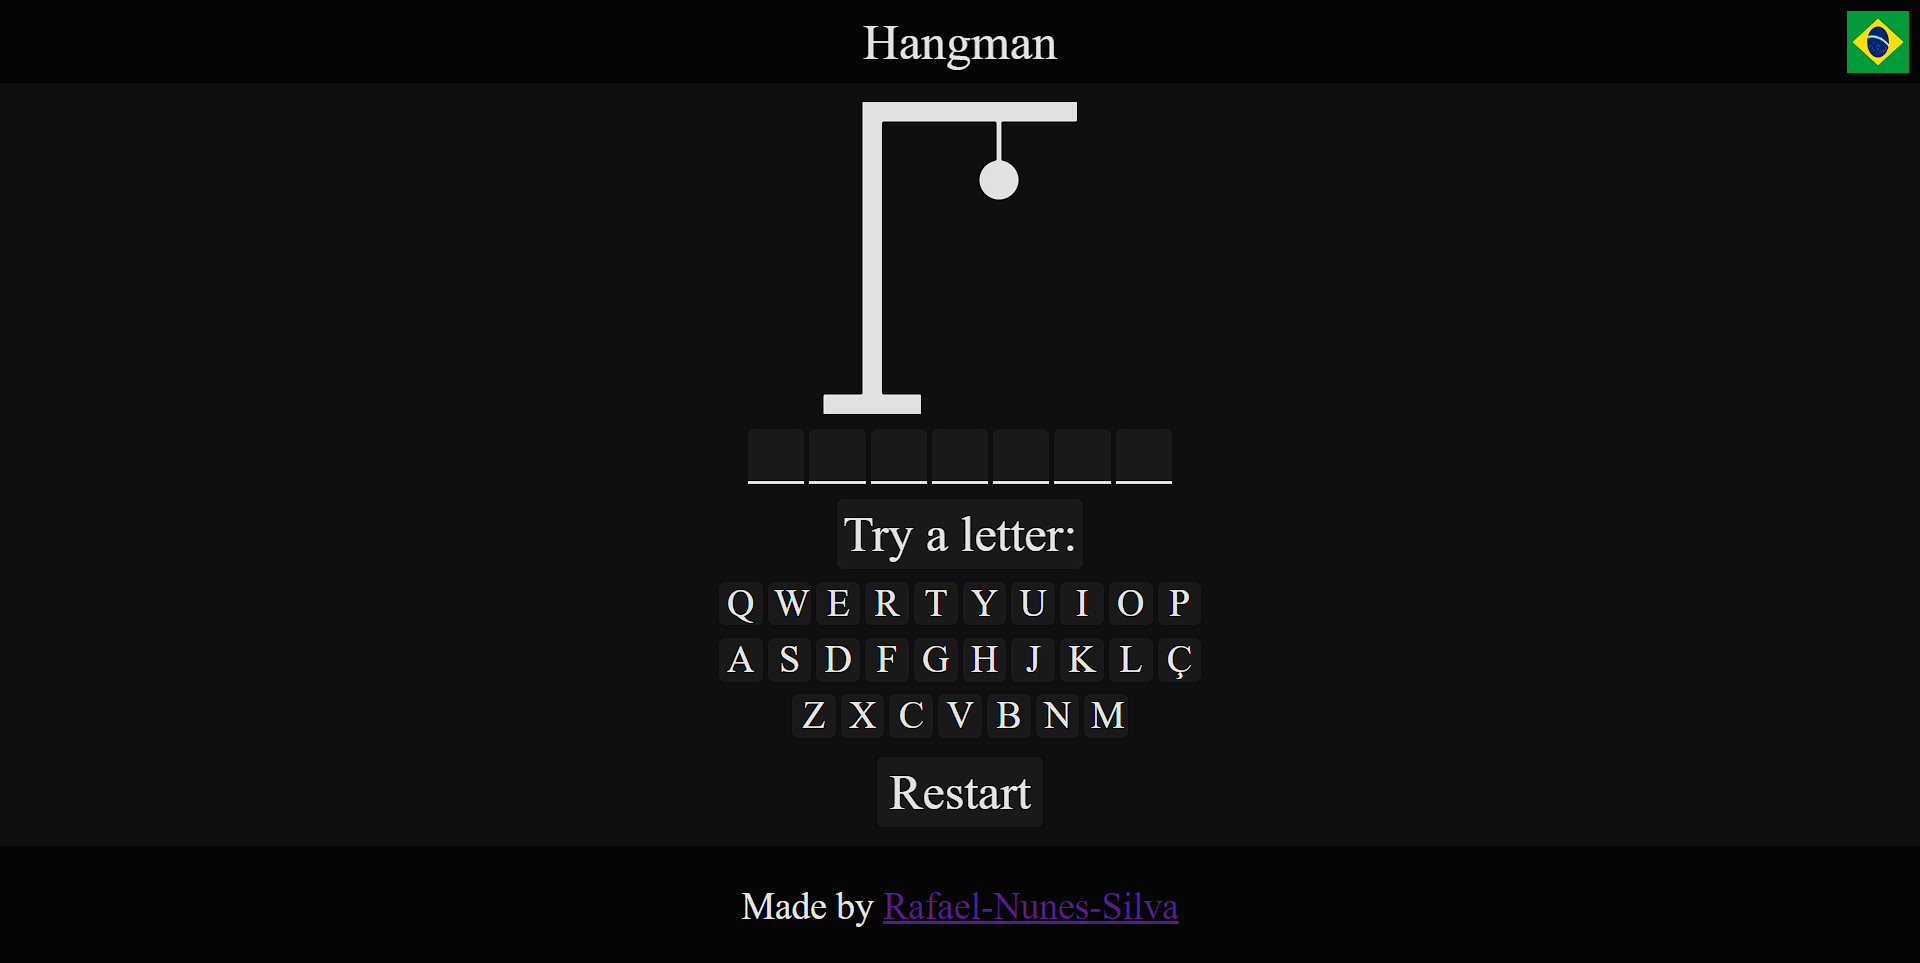 Hangman
Try a letter:
Q W E R T Y U I O P
A S D F G H J K L Ç
Z X C V B N M
Restart
Made by Rafael-Nunes-Silva